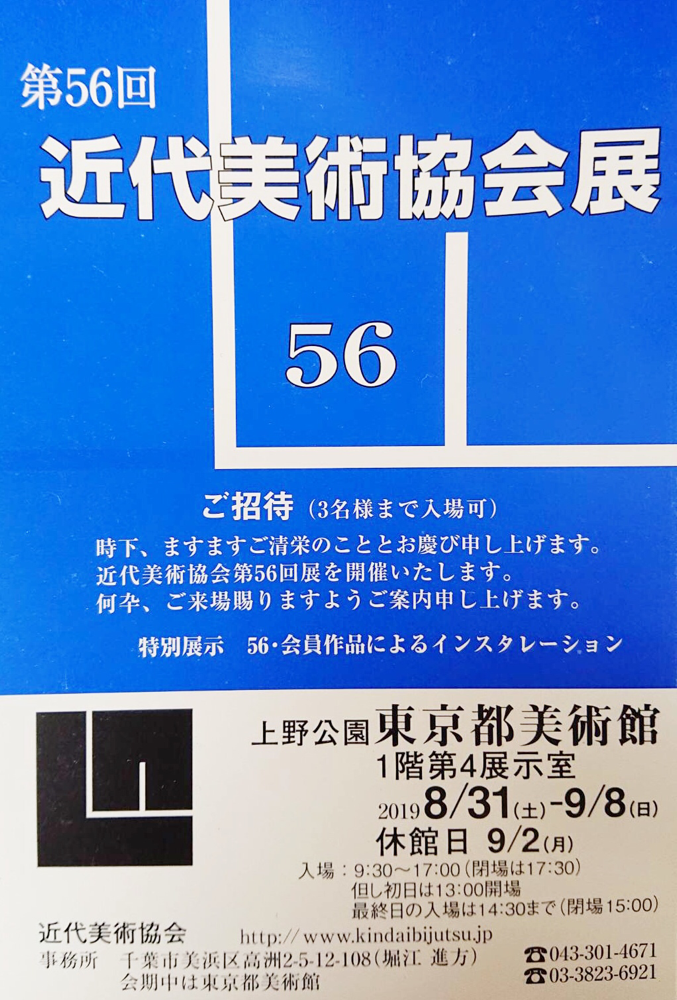 第56回
近代美術協会展
56
ご招待（3名様まで入場可）
時下、ますますご清栄のこととお慶び申し上げます。
近代美術協会第56回展を開催いたします。
何卆、ご来場賜りますようご案内申し上げます。
特別展示　56・会員作品によるインスタレーション
上野公園 東京都美術館
1階第4展示室
2019 8/31(土)-9/8(日)
休館日 9/2(月)
入場：9:30～17:00(閉場は17:30)
但し初日は13:00開場
最終日の入場は14:30まで(閉場15:00)
近代美術協会　http://www.kindaibijutsu.jp
事務所　千葉市美浜区高洲2-5-12-108(堀江 進方)　☎043-301-4671
会期中は東京都美術館　☎03-3823-6921